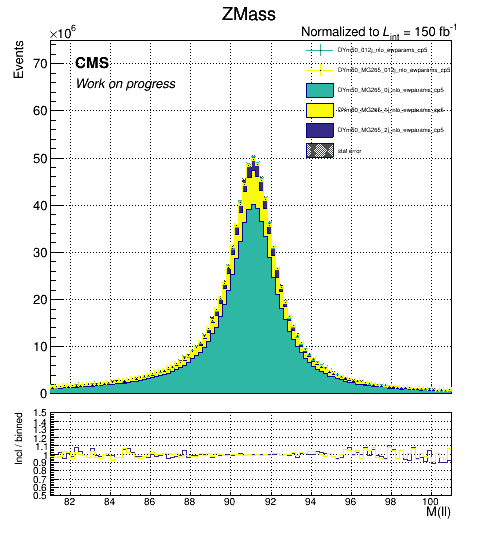 ZMass
Normalized to Lint = 150 fb-1
×10^6
CMS
Work on progress
DYm50_012j_nlo_ewparams_cp5
DYm50_MG265_012j_nlo_ewparams_cp5
DYm50_MG265_0j_nlo_ewparams_cp5
DYm50_MG265_2j_nlo_ewparams_cp5
stat error
Events
70
60
50
40
30
20
10
0
Incl / binned
1.5
1.4
1.3
1.2
1.1
1
0.9
0.8
0.7
0.6
0.5
82 84 86 88 90 92 94 96 98 100
M(ll)